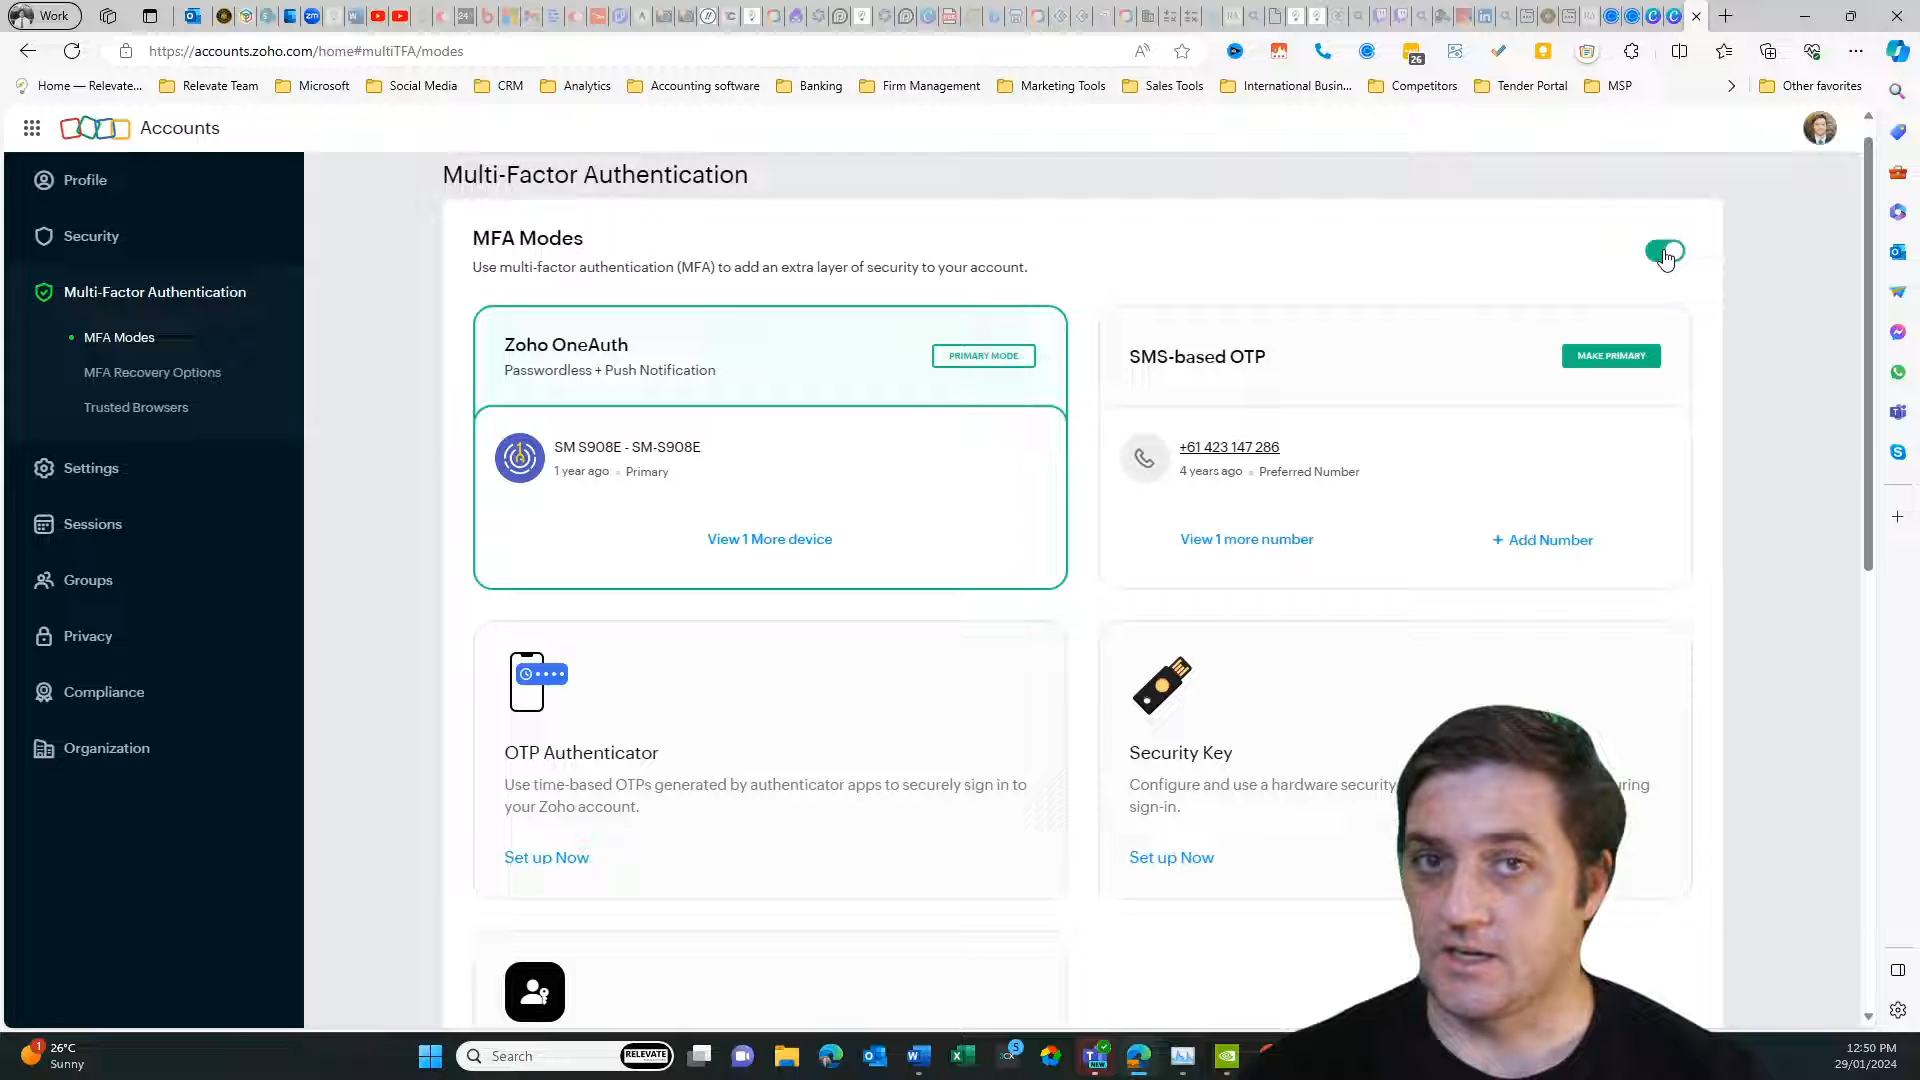 Work
https://accounts.zoho.com/home#multiTFA/modes
26
Home — Relevate...
Relevate Team
Microsoft
Social Media
CRM
Analytics
Accounting software
Banking
Firm Management
Marketing Tools
Sales Tools
International Busin...
Competitors
Tender Portal
MSP
Other favorites
Accounts
Profile
Security
Multi-Factor Authentication
MFA Modes
MFA Recovery Options
Trusted Browsers
Settings
Sessions
Groups
Privacy
Compliance
Organization
Multi-Factor Authentication
MFA Modes
Use multi-factor authentication (MFA) to add an extra layer of security to your account.
Zoho OneAuth
Passwordless + Push Notification
PRIMARY MODE
SM S908E - SM-S908E
1 year ago Primary
View 1 More device
SMS-based OTP
MAKE PRIMARY
+61 423 147 286
4 years ago Preferred Number
View 1 more number
+ Add Number
OTP Authenticator
Use time-based OTPs generated by authenticator apps to securely sign in to
your Zoho account.
Set up Now
Security Key
Configure and use a hardware security
sign-in.
Set up Now
1
26°C
Sunny
Search
RELEVATE
5
NEW
12:50 PM
29/01/2024